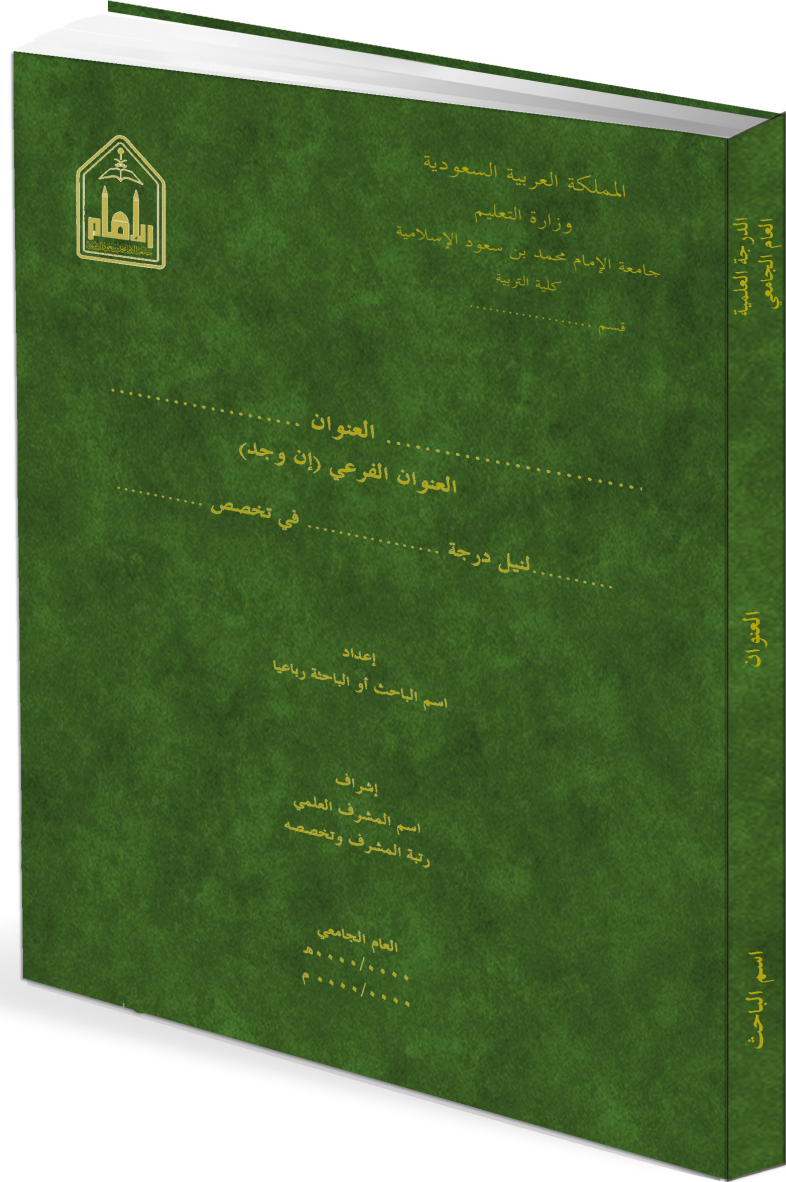 المملكة العربية السعودية
وزارة التعليم
جامعة الإمام محمد بن سعود الإسلامية
كلية التربية
قسم ....................
الإمام
.................................. العنوان .........................
العنوان الفرعي (إن وجد)
..........لنيل درجة ................. في تخصص ............
إعداد
اسم الباحث أو الباحثة رباعيا
إشراف
اسم المشرف العلمي
رتبة المشرف وتخصصه
العام الجامعي
٠٠٠٠/٠٠٠٠هـ
٠٠٠٠/٠٠٠٠ م
العام الجامعي
الدرجة العلمية
العنوان
اسم الباحث